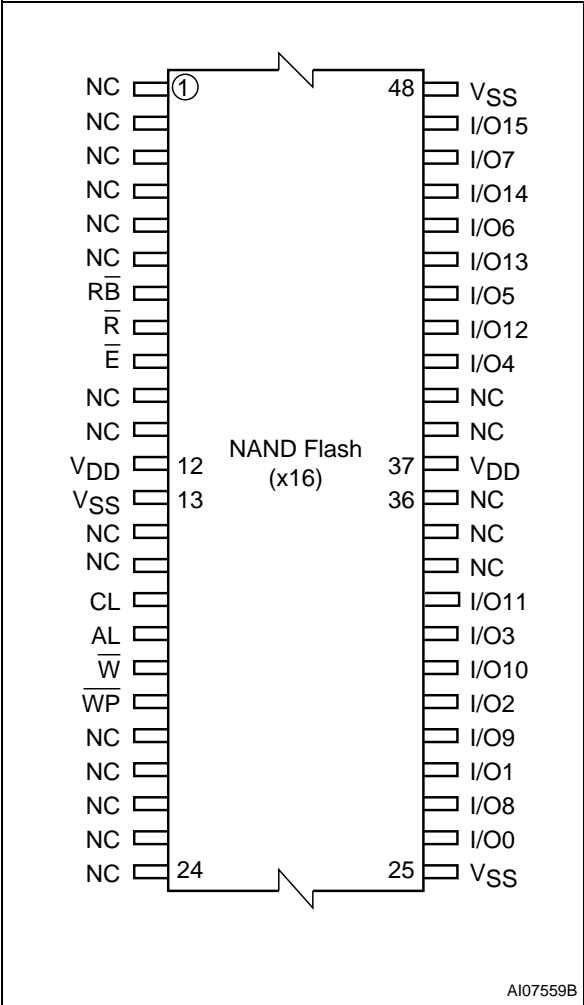 NC 1 48 VSS
NC I/O15
NC I/O7
NC I/O14
NC I/O6
NC I/O13
RB̅ I/O5
R̅ I/O12
E̅ I/O4
NC NC
NC NC
VDD 12 NAND Flash 37 VDD
(x16)
VSS 13 36 NC
NC NC
NC NC
CL I/O11
AL I/O3
W̅ I/O10
W̅P̅ I/O2
NC I/O9
NC I/O1
NC I/O8
NC I/O0
NC 24 25 VSS
AI07559B